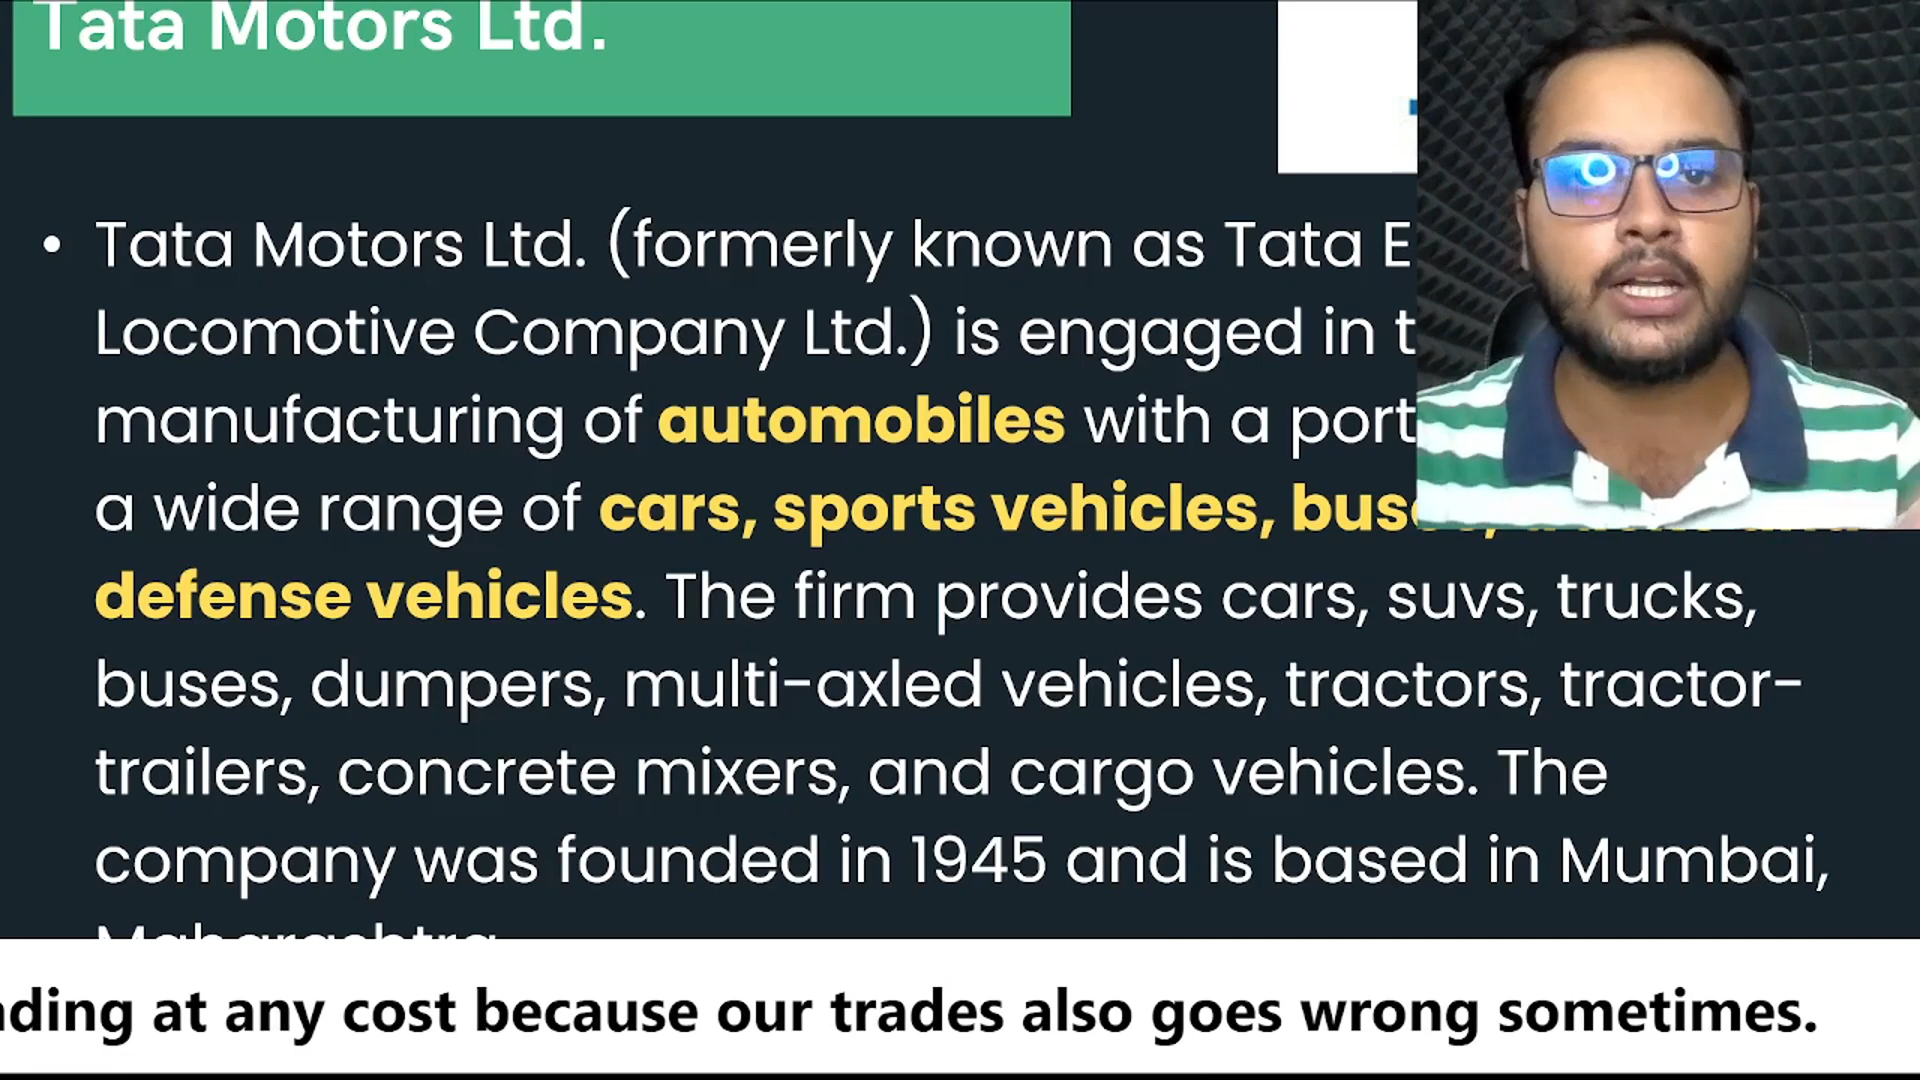 Tata Motors Ltd.
• Tata Motors Ltd. (formerly known as Tata
Locomotive Company Ltd.) is engaged in
manufacturing of automobiles with a
a wide range of cars, sports vehicles,
defense vehicles. The firm provides cars, suvs, trucks,
buses, dumpers, multi-axled vehicles, tractors, tractor-
trailers, concrete mixers, and cargo vehicles. The
company was founded in 1945 and is based in Mumbai,
Maharashtra
at any cost because our trades also goes wrong sometimes.